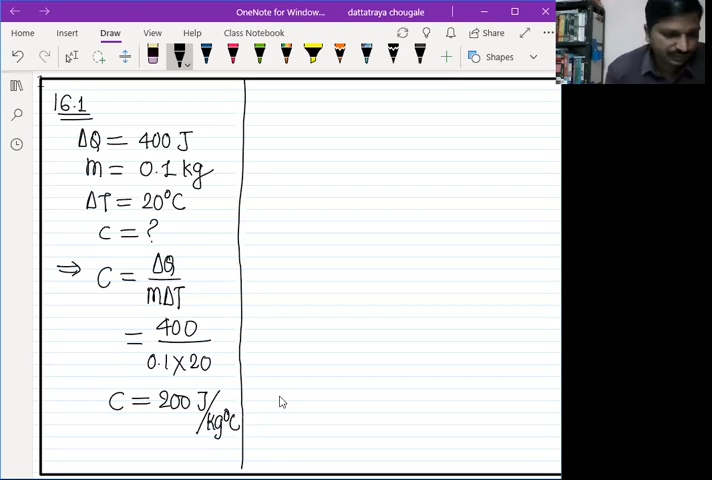 OneNote for Window...
dattatraya chougale
Home Insert Draw View Help Class Notebook Share
Shapes
16.1
ΔQ = 400 J
m = 0.1 kg
ΔT = 20°C
c = ?
⇒ C = ΔQ / mΔT
= 400 / 0.1 × 20
C = 200 J/kg°C